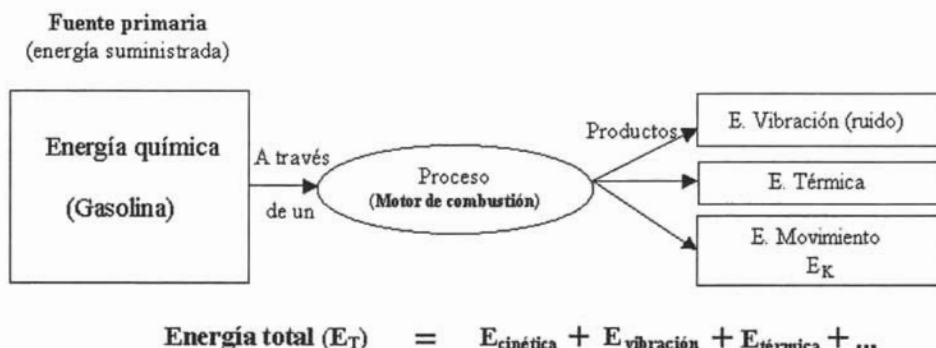 Fuente primaria
(energía suministrada)
Energía química
(Gasolina)
A través
de un
Proceso
(Motor de combustión)
Productos
E. Vibración (ruido)
E. Térmica
E. Movimiento
E_K
Energía total (E_T) = E_cinética + E_vibración + E_térmica + ...